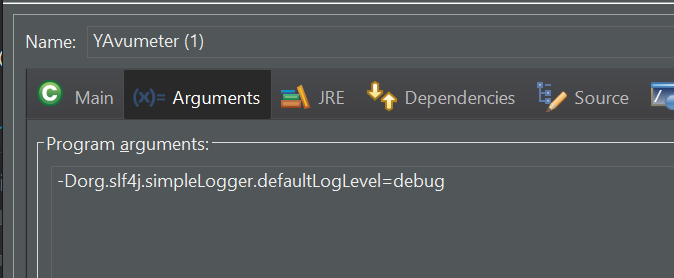 Name: YAvumeter (1)
Main (x)= Arguments JRE Dependencies Source
Program arguments:
-Dorg.slf4j.simpleLogger.defaultLogLevel=debug